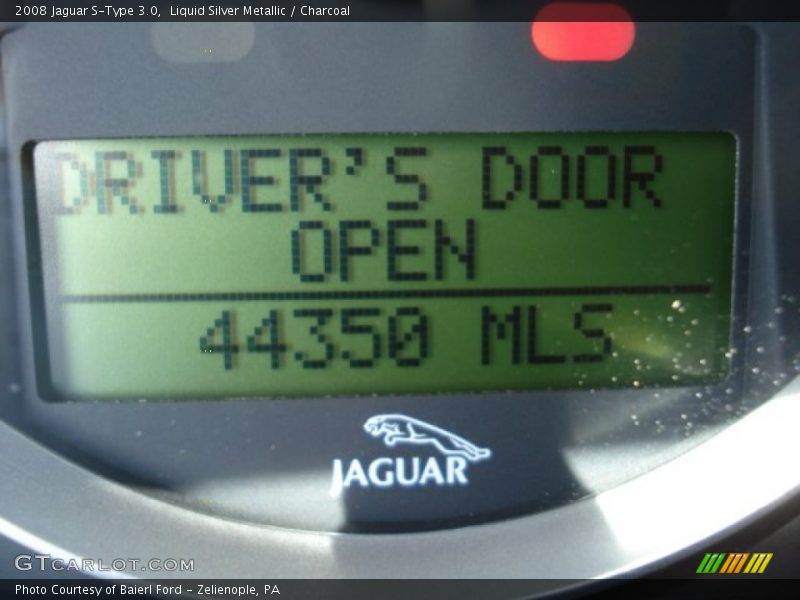 2008 Jaguar S-Type 3.0,  Liquid Silver Metallic / Charcoal
DRIVER'S DOOR
OPEN
44350 MLS
JAGUAR
GTCARLOT.COM
Photo Courtesy of Baierl Ford - Zelienople, PA